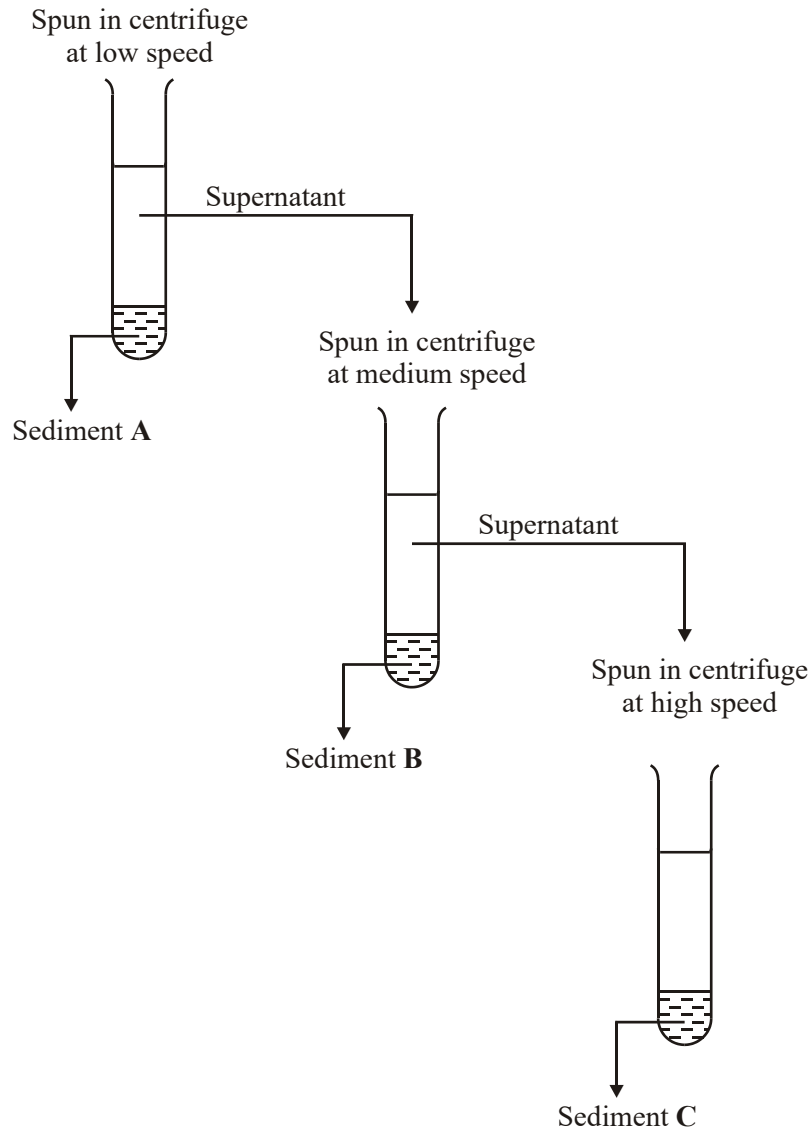 Spun in centrifuge
at low speed
Supernatant
Spun in centrifuge
at medium speed
Sediment A
Supernatant
Spun in centrifuge
at high speed
Sediment B
Sediment C